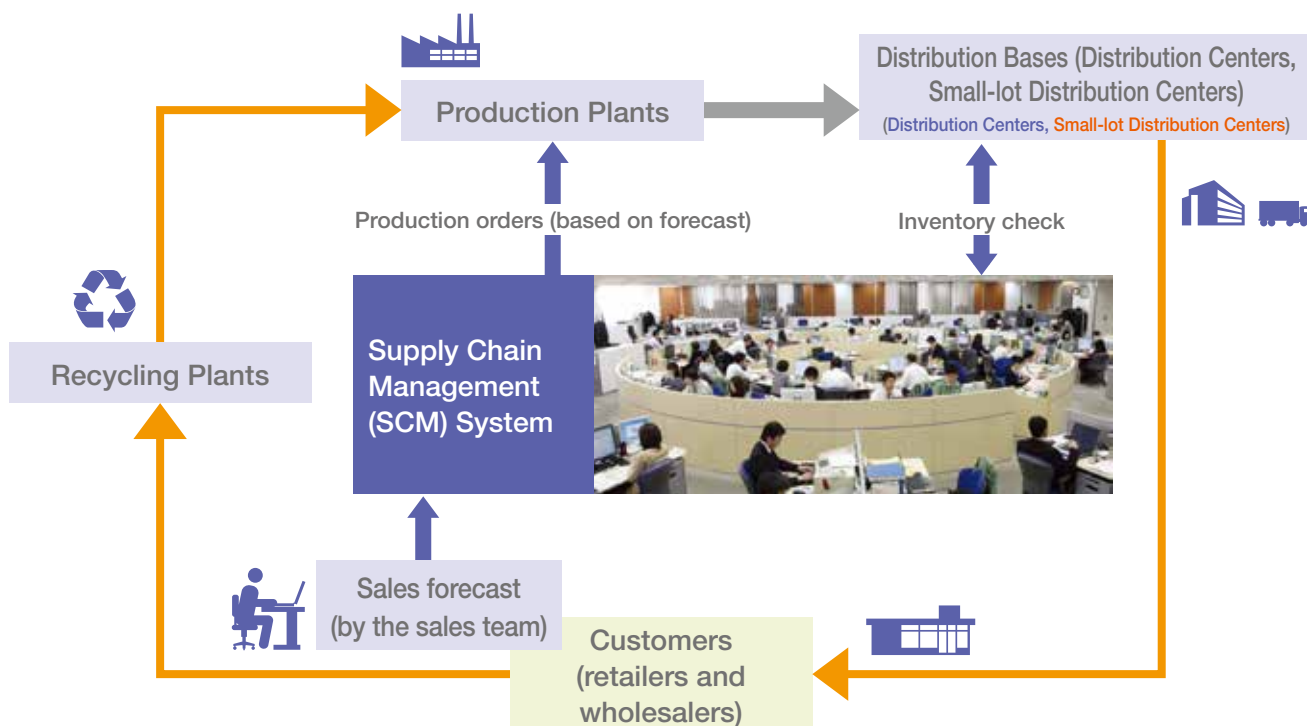 Production Plants
Distribution Bases (Distribution Centers,
Small-lot Distribution Centers)
(Distribution Centers, Small-lot Distribution Centers)
Production orders (based on forecast)
Inventory check
Recycling Plants
Supply Chain
Management
(SCM) System
Sales forecast
(by the sales team)
Customers
(retailers and
wholesalers)